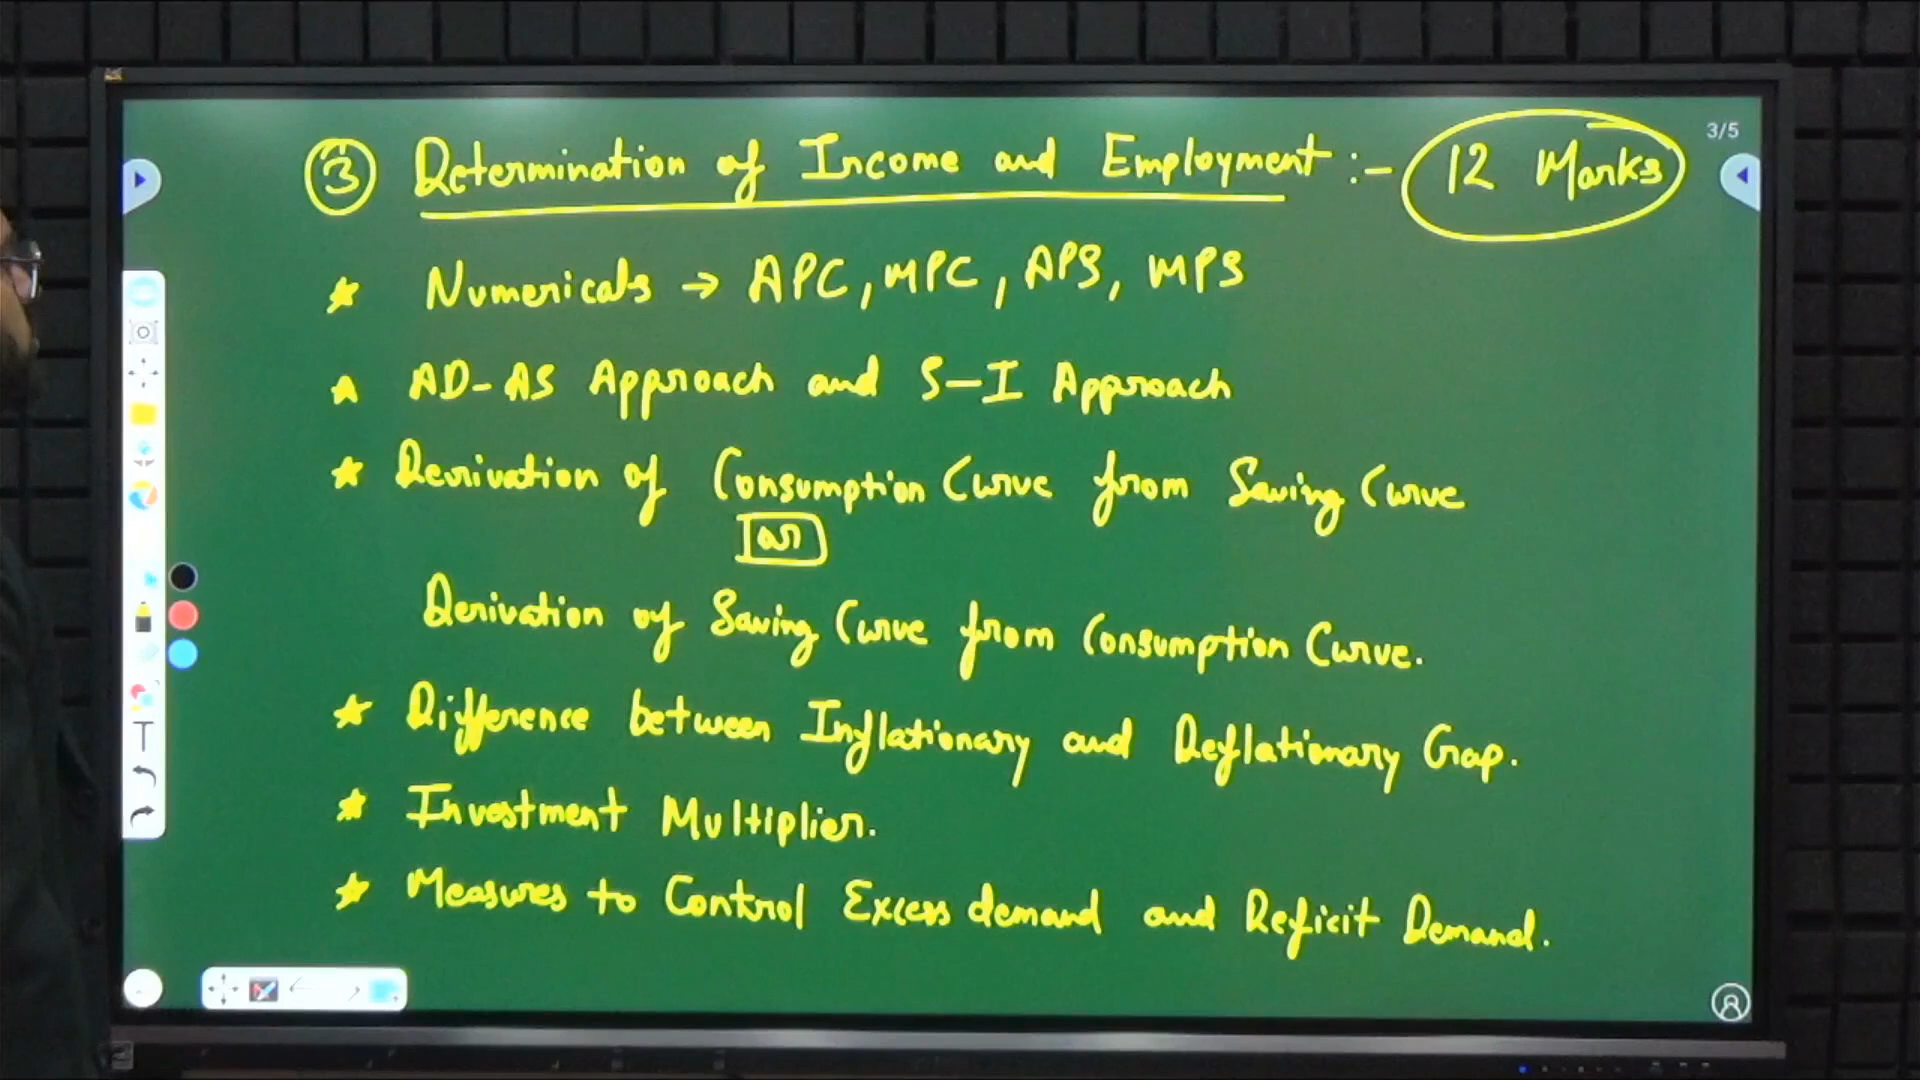 3/5
③ Determination of Income and Employment :- 12 Marks
★ Numericals → APC, MPC, APS, MPS
★ AD-AS Approach and S-I Approach
★ Derivation of Consumption Curve from Saving Curve
or
Derivation of Saving Curve from Consumption Curve.
★ Difference between Inflationary and Deflationary Gap.
★ Investment Multiplier.
★ Measures to Control Excess demand and Deficit Demand.
T